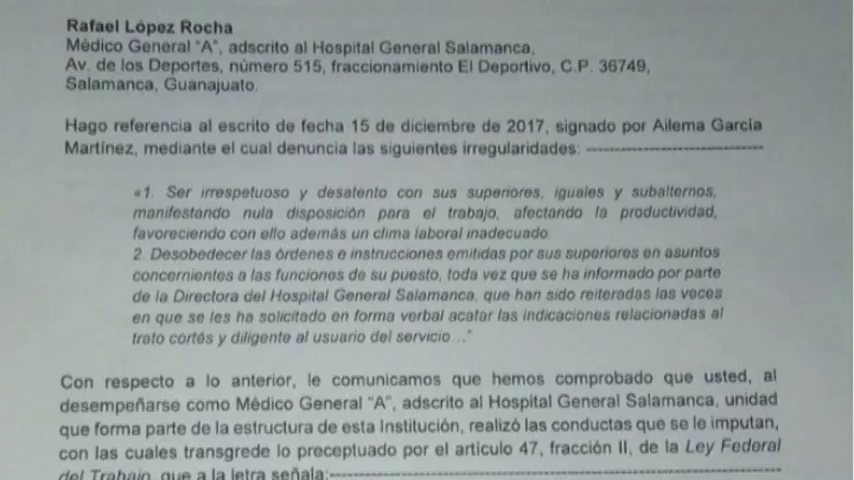 Rafael López Rocha
Médico General "A", adscrito al Hospital General Salamanca,
Av. de los Deportes, número 515, fraccionamiento El Deportivo, C.P. 36749,
Salamanca, Guanajuato.
Hago referencia al escrito de fecha 15 de diciembre de 2017, signado por Ailema García
Martínez, mediante el cual denuncia las siguientes irregularidades: --------------------------
«1. Ser irrespetuoso y desatento con sus superiores, iguales y subalternos,
manifestando nula disposición para el trabajo, afectando la productividad,
favoreciendo con ello además un clima laboral inadecuado.
2. Desobedecer las órdenes e instrucciones emitidas por sus superiores en asuntos
concernientes a las funciones de su puesto, toda vez que se ha informado por parte
de la Directora del Hospital General Salamanca, que han sido reiteradas las veces
en que se les ha solicitado en forma verbal acatar las indicaciones relacionadas al
trato cortés y diligente al usuario del servicio..."
Con respecto a lo anterior, le comunicamos que hemos comprobado que usted, al
desempeñarse como Médico General "A", adscrito al Hospital General Salamanca, unidad
que forma parte de la estructura de esta Institución, realizó las conductas que se le imputan,
con las cuales transgrede lo preceptuado por el articulo 47, fracción II, de la Ley Federal
del Trabajo, que a la letra señala:--------------------------------------------------------------